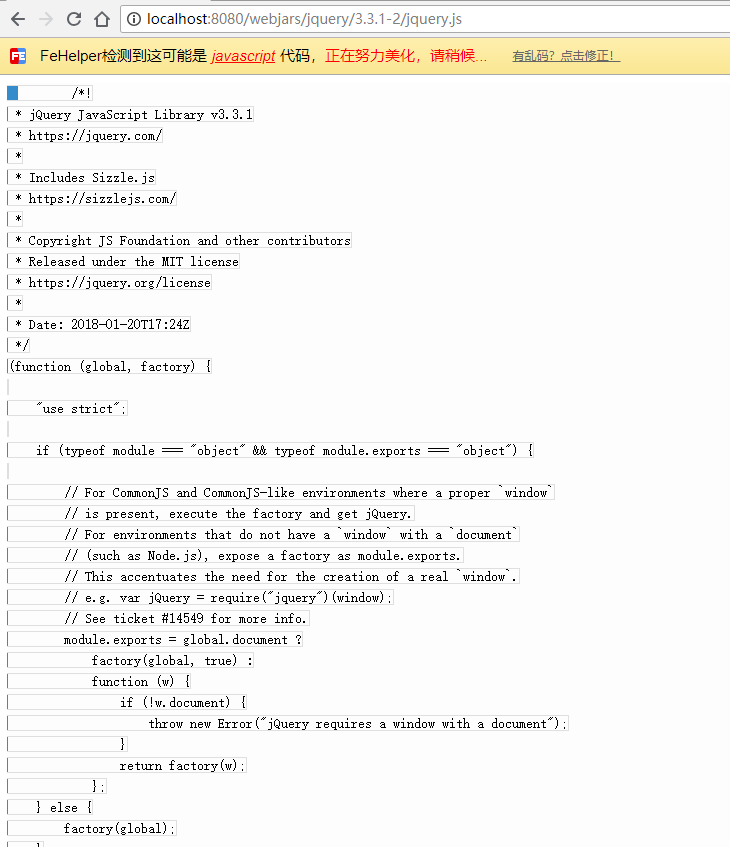 localhost:8080/webjars/jquery/3.3.1-2/jquery.js
FE FeHelper检测到这可能是 javascript 代码，正在努力美化，请稍候... 有乱码？点击修正！
/*!
 * jQuery JavaScript Library v3.3.1
 * https://jquery.com/
 *
 * Includes Sizzle.js
 * https://sizzlejs.com/
 *
 * Copyright JS Foundation and other contributors
 * Released under the MIT license
 * https://jquery.org/license
 *
 * Date: 2018-01-20T17:24Z
 */
(function (global, factory) {
    "use strict";
    if (typeof module === "object" && typeof module.exports === "object") {
        // For CommonJS and CommonJS-like environments where a proper `window`
        // is present, execute the factory and get jQuery.
        // For environments that do not have a `window` with a `document`
        // (such as Node.js), expose a factory as module.exports.
        // This accentuates the need for the creation of a real `window`.
        // e.g. var jQuery = require("jquery")(window);
        // See ticket #14549 for more info.
        module.exports = global.document ?
            factory(global, true) :
            function (w) {
                if (!w.document) {
                    throw new Error("jQuery requires a window with a document");
                }
                return factory(w);
            };
    } else {
        factory(global);
    }